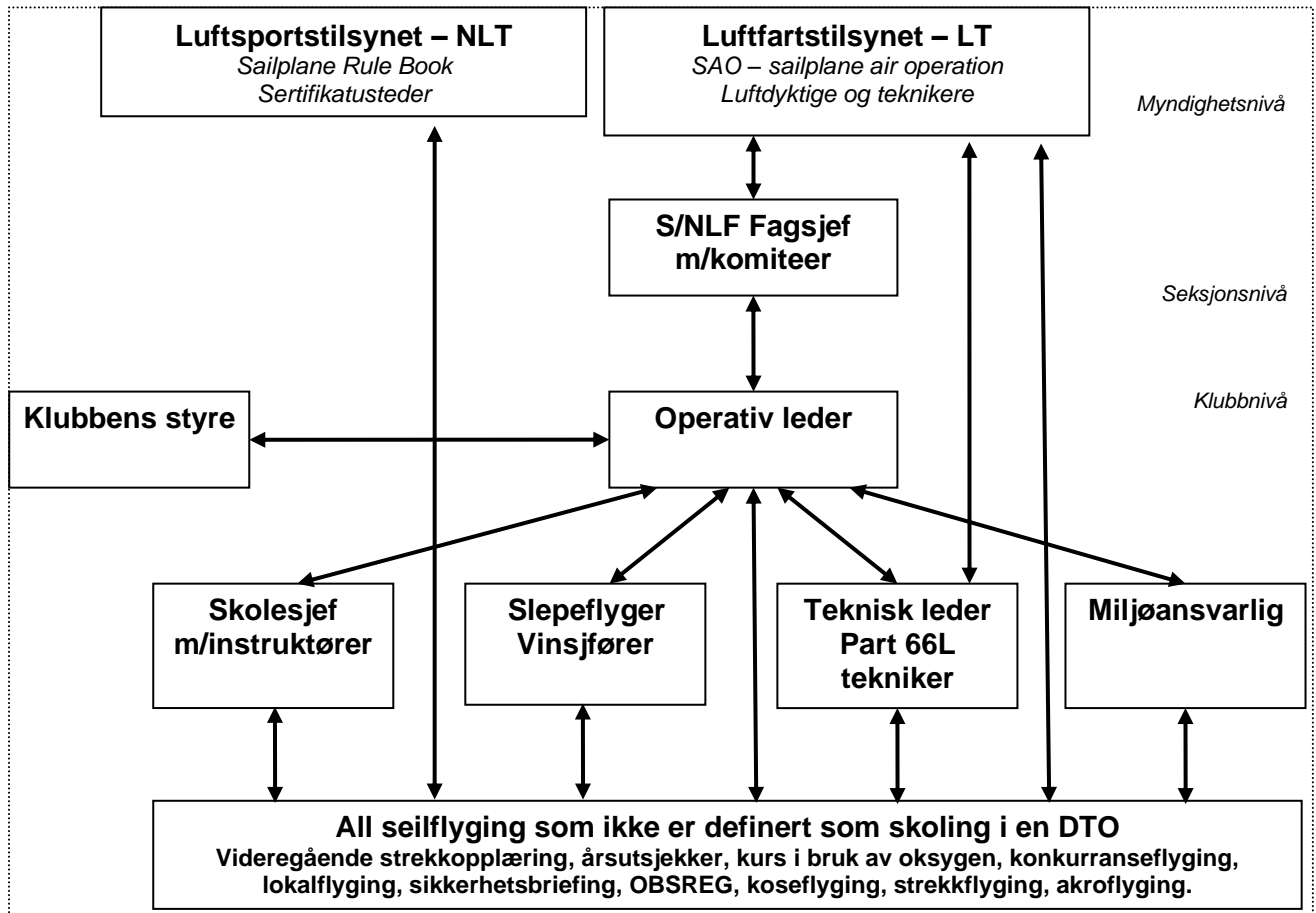 Luftsportstilsynet – NLT
Sailplane Rule Book
Sertifikatusteder
Luftfartstilsynet – LT
SAO – sailplane air operation
Luftdyktige og teknikere
Myndighetsnivå
S/NLF Fagsjef
m/komiteer
Seksjonsnivå
Klubbens styre
Operativ leder
Klubbnivå
Skolesjef
m/instruktører
Slepeflyger
Vinsjfører
Teknisk leder
Part 66L
tekniker
Miljøansvarlig
All seilflyging som ikke er definert som skoling i en DTO
Videregående strekkopplæring, årsutsjekker, kurs i bruk av oksygen, konkurranseflyging,
lokalflyging, sikkerhetsbriefing, OBSREG, koseflyging, strekkflyging, akroflyging.